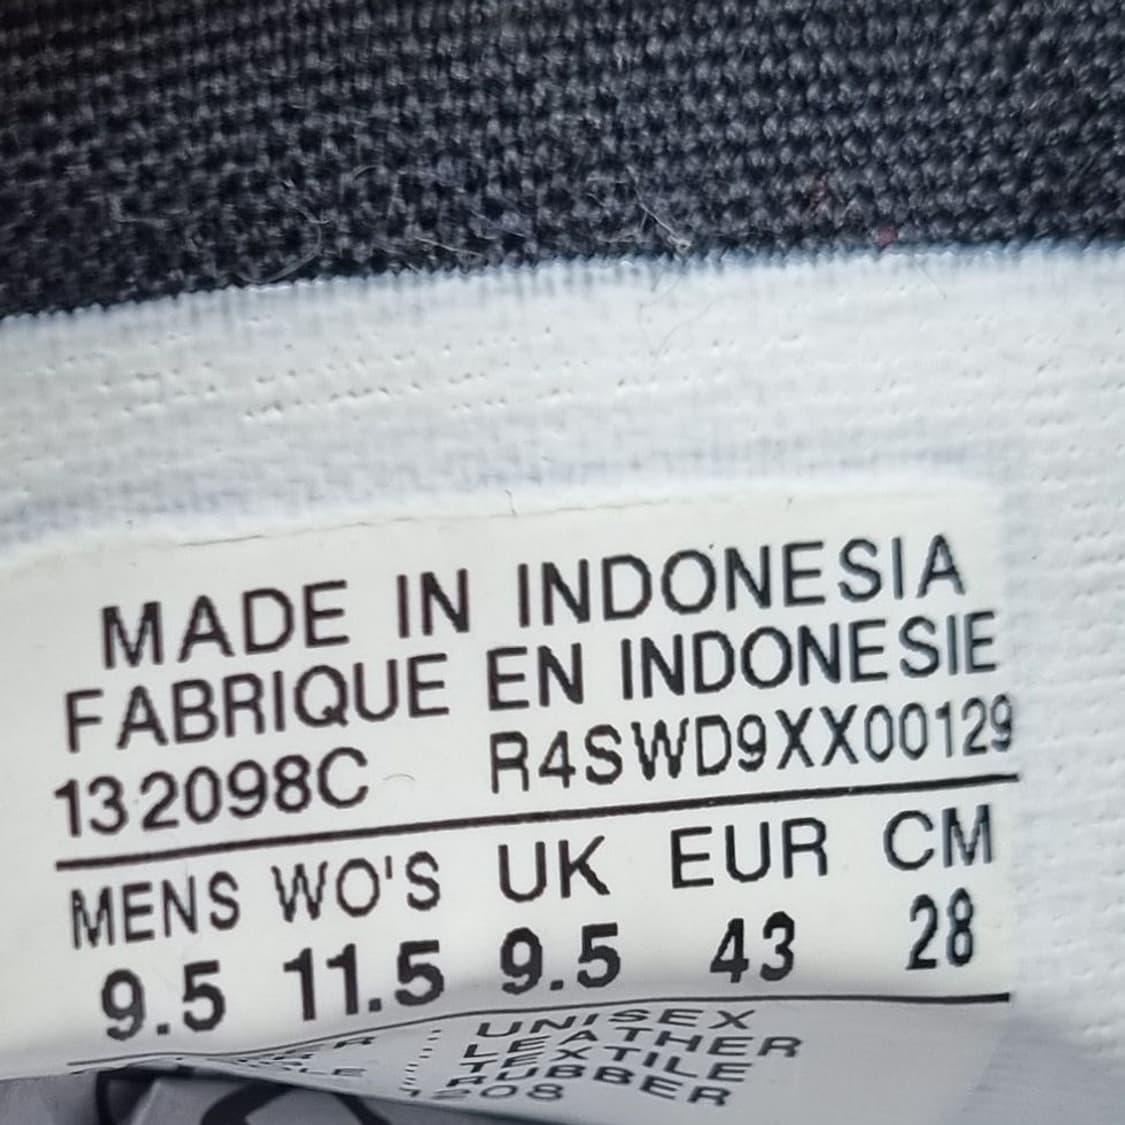 MADE IN INDONESIA
FABRIQUE EN INDONESIE
132098C R4SWD9XX00129
MENS WO'S UK EUR CM
9.5 11.5 9.5 43 28
UNISEX
LEATHER
TEXTILE
RUBBER